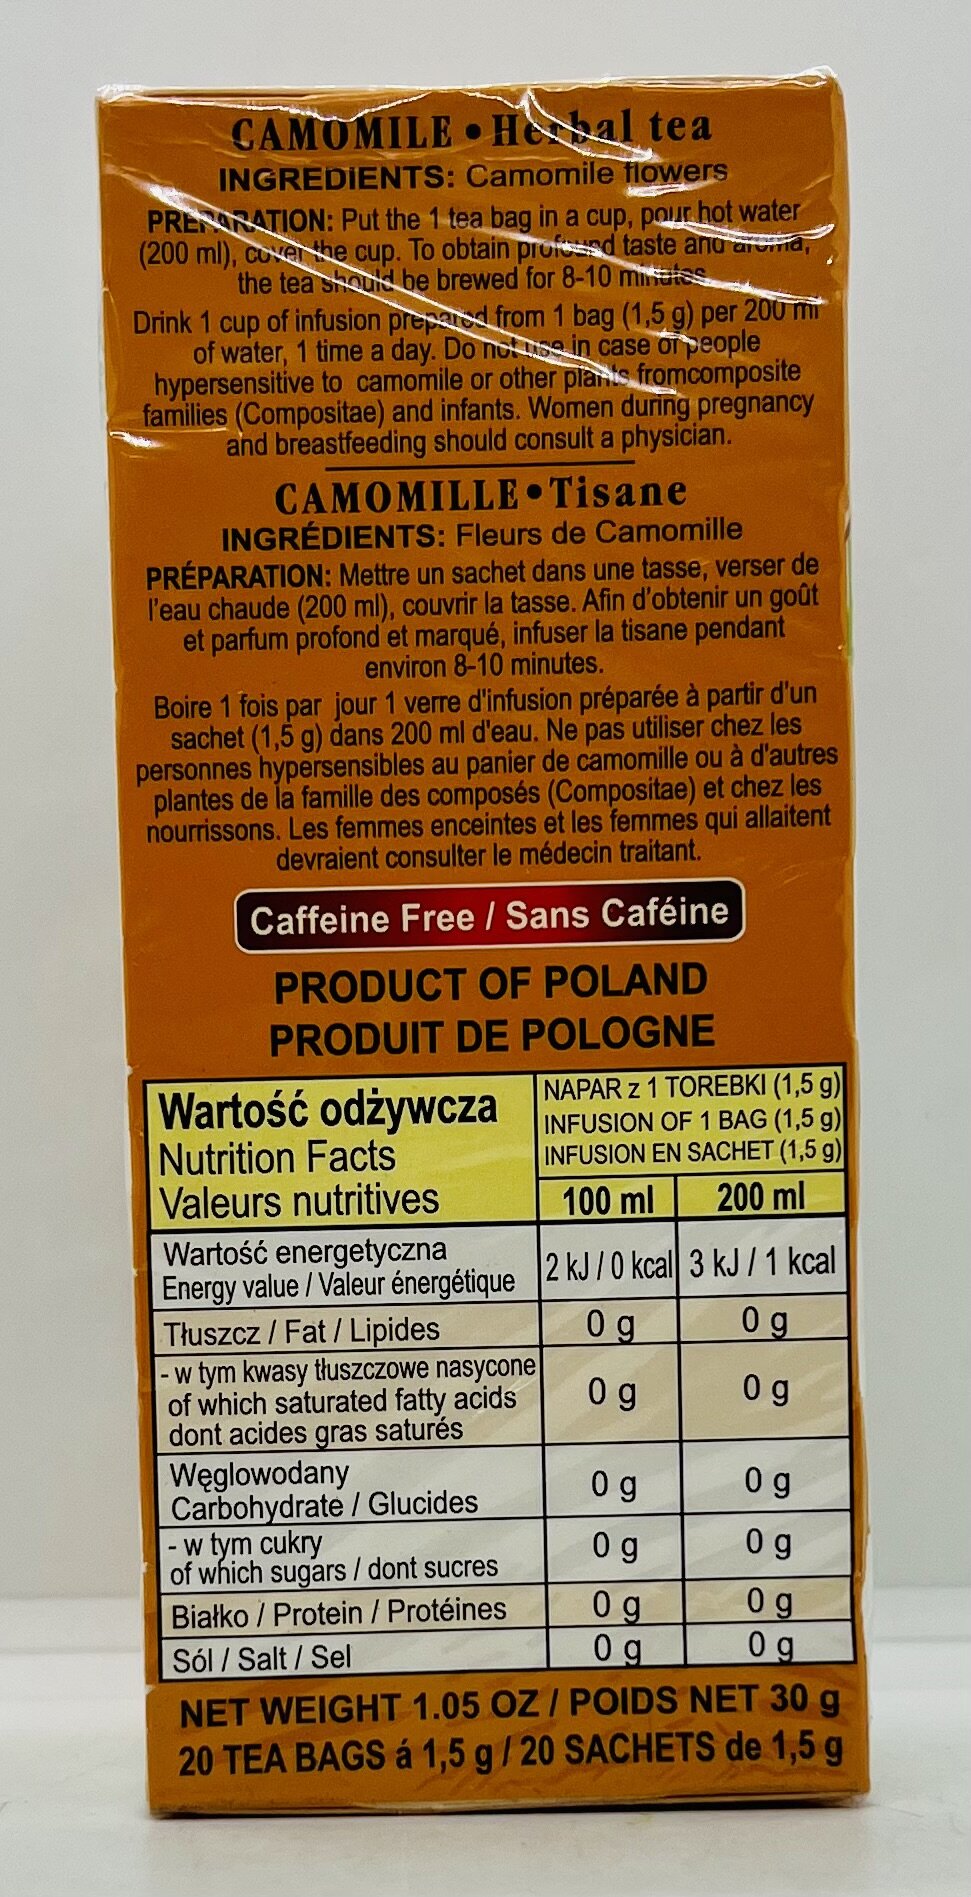 CAMOMILE • Herbal tea
INGREDIENTS: Camomile flowers
PREPARATION: Put the 1 tea bag in a cup, pour hot water
(200 ml), cover the cup. To obtain profound taste and aroma,
the tea should be brewed for 8-10 minutes.
Drink 1 cup of infusion prepared from 1 bag (1,5 g) per 200 ml
of water, 1 time a day. Do not use in case of people
hypersensitive to camomile or other plants fromcomposite
families (Compositae) and infants. Women during pregnancy
and breastfeeding should consult a physician.
CAMOMILLE • Tisane
INGRÉDIENTS: Fleurs de Camomille
PRÉPARATION: Mettre un sachet dans une tasse, verser de
l'eau chaude (200 ml), couvrir la tasse. Afin d'obtenir un goût
et parfum profond et marqué, infuser la tisane pendant
environ 8-10 minutes.
Boire 1 fois par jour 1 verre d'infusion préparée à partir d'un
sachet (1,5 g) dans 200 ml d'eau. Ne pas utiliser chez les
personnes hypersensibles au panier de camomille ou à d'autres
plantes de la famille des composés (Compositae) et chez les
nourrissons. Les femmes enceintes et les femmes qui allaitent
devraient consulter le médecin traitant.
Caffeine Free / Sans Caféine
PRODUCT OF POLAND
PRODUIT DE POLOGNE
Wartość odżywcza
Nutrition Facts
Valeurs nutritives
NAPAR z 1 TOREBKI (1,5 g)
INFUSION OF 1 BAG (1,5 g)
INFUSION EN SACHET (1,5 g)
100 ml 200 ml
Wartość energetyczna
Energy value / Valeur énergétique 2 kJ / 0 kcal 3 kJ / 1 kcal
Tłuszcz / Fat / Lipides 0 g 0 g
- w tym kwasy tłuszczowe nasycone
of which saturated fatty acids 0 g 0 g
dont acides gras saturés
Węglowodany
Carbohydrate / Glucides 0 g 0 g
- w tym cukry
of which sugars / dont sucres 0 g 0 g
Białko / Protein / Protéines 0 g 0 g
Sól / Salt / Sel 0 g 0 g
NET WEIGHT 1.05 OZ / POIDS NET 30 g
20 TEA BAGS á 1,5 g / 20 SACHETS de 1,5 g